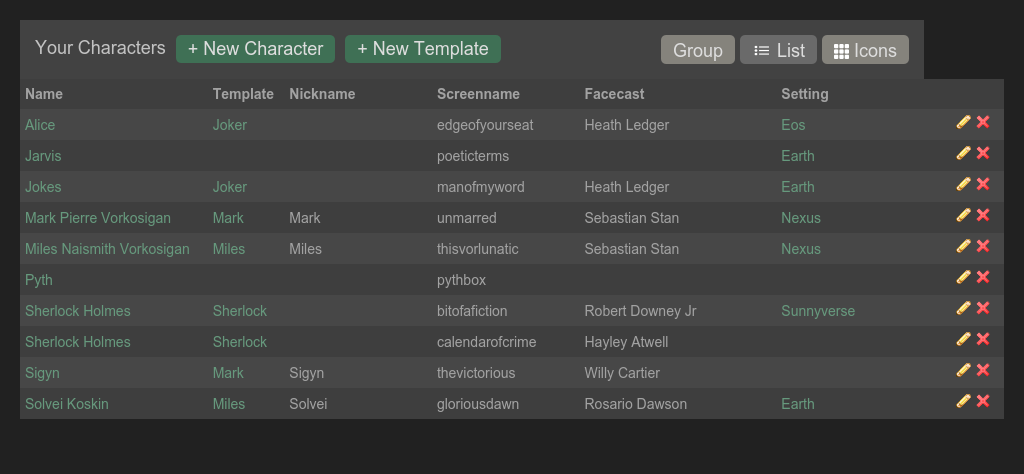 Your Characters + New Character + New Template Group List Icons
Name Template Nickname Screenname Facecast Setting
Alice Joker edgeofyourseat Heath Ledger Eos
Jarvis poeticterms Earth
Jokes Joker manofmyword Heath Ledger Earth
Mark Pierre Vorkosigan Mark Mark unmarred Sebastian Stan Nexus
Miles Naismith Vorkosigan Miles Miles thisvorlunatic Sebastian Stan Nexus
Pyth pythbox
Sherlock Holmes Sherlock bitofafiction Robert Downey Jr Sunnyverse
Sherlock Holmes Sherlock calendarofcrime Hayley Atwell
Sigyn Mark Sigyn thevictorious Willy Cartier
Solvei Koskin Miles Solvei gloriousdawn Rosario Dawson Earth